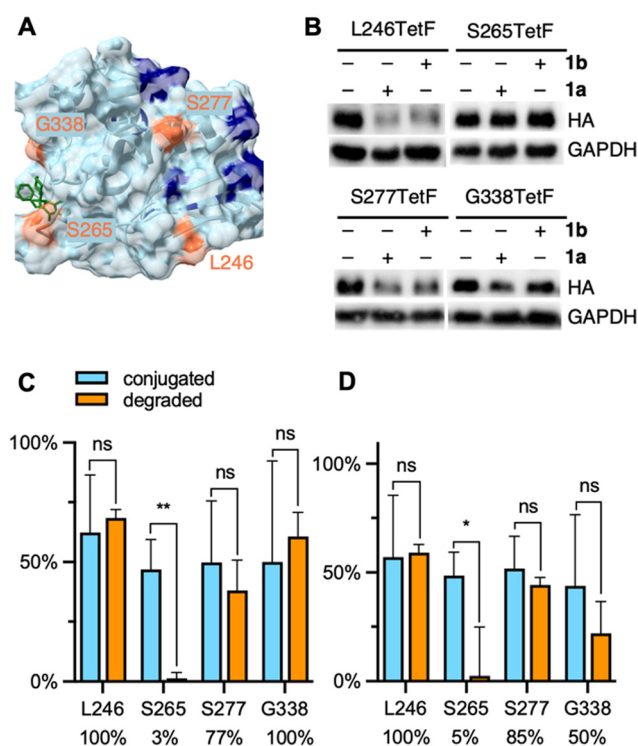 A
S277
G338
S265
L246
B
L246TetF S265TetF
– – + – – + 1b
– + – – + – 1a
HA
GAPDH
S277TetF G338TetF
– – + – – + 1b
– + – – + – 1a
HA
GAPDH
C
conjugated
degraded
100%
50%
0%
ns
**
ns
ns
L246 S265 S277 G338
100% 3% 77% 100%
D
100%
50%
0%
ns
*
ns
ns
L246 S265 S277 G338
100% 5% 85% 50%